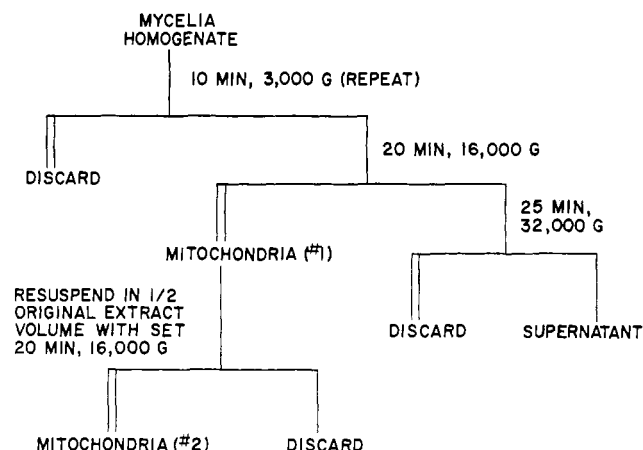 MYCELIA
HOMOGENATE
10 MIN, 3,000 G (REPEAT)
DISCARD
20 MIN, 16,000 G
MITOCHONDRIA (#1)
25 MIN,
32,000 G
RESUSPEND IN 1/2
ORIGINAL EXTRACT
VOLUME WITH SET
20 MIN, 16,000 G
DISCARD
SUPERNATANT
MITOCHONDRIA (#2)
DISCARD